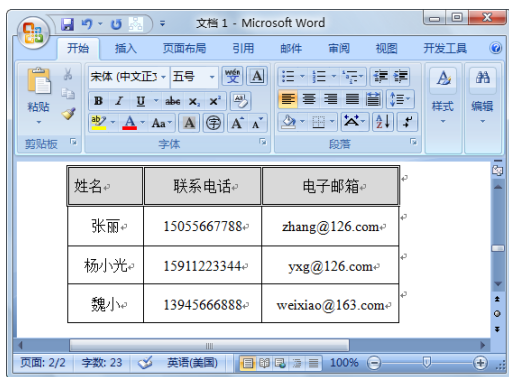 文档 1 - Microsoft Word
开始 插入 页面布局 引用 邮件 审阅 视图 开发工具
宋体 (中文正 五号 wén 文 A
B I U abc x₂ x²
粘贴 ab A Aa A 字 A A 样式 编辑
剪贴板 字体 段落
姓名 联系电话 电子邮箱
张丽 15055667788 zhang@126.com
杨小光 15911223344 yxg@126.com
魏小 13945666888 weixiao@163.com
页面: 2/2 字数: 23 英语(美国) 100%